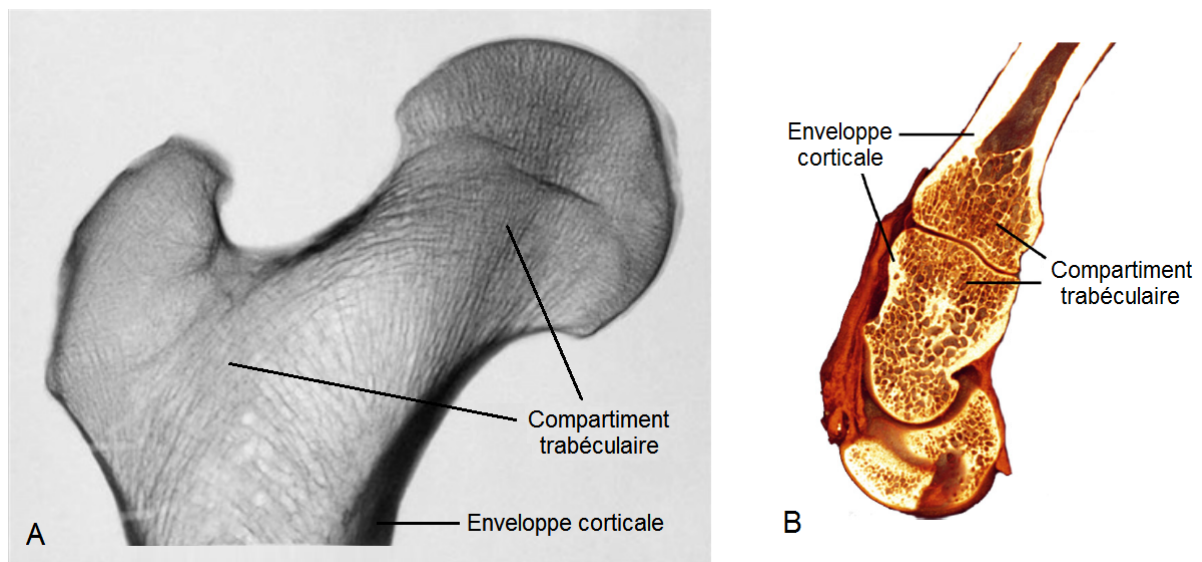 Compartiment
trabéculaire
Enveloppe corticale
A
Enveloppe
corticale
Compartiment
trabéculaire
B